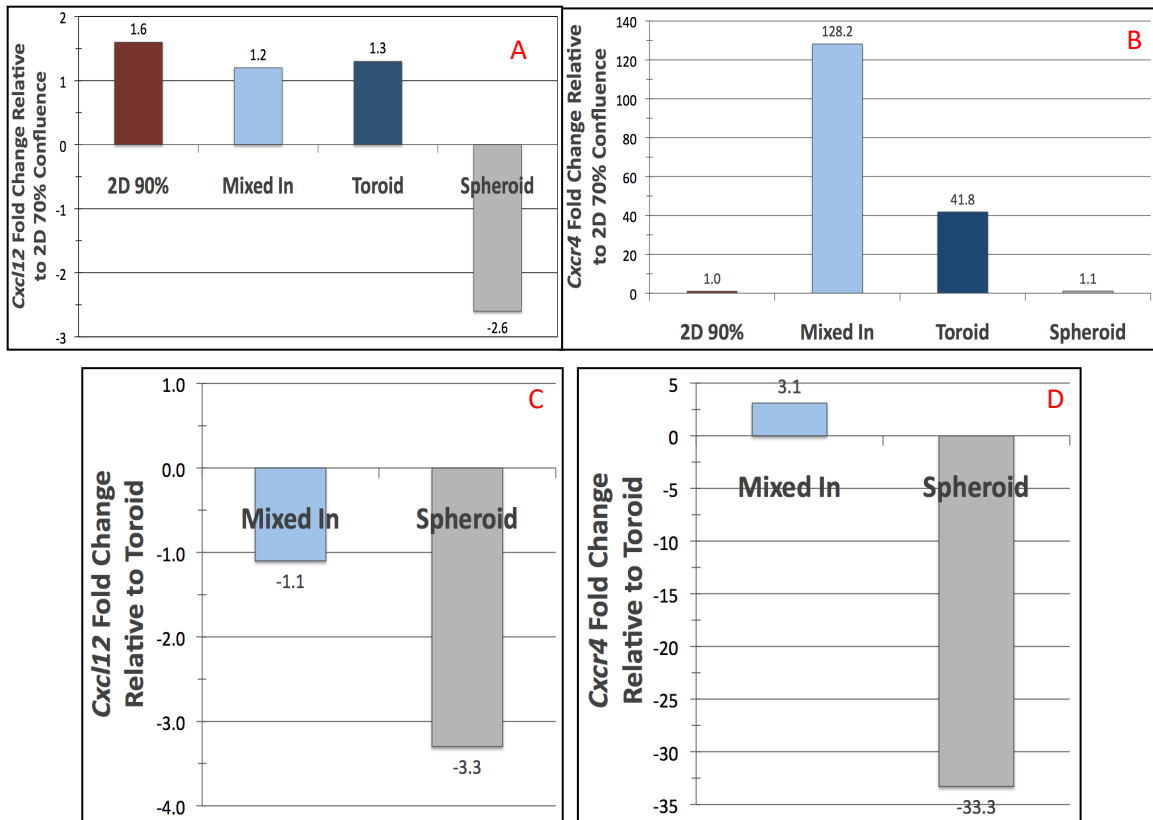 A
Cxcl12 Fold Change Relative
to 2D 70% Confluence
2
1
0
-1
-2
-3
1.6
1.2
1.3
-2.6
2D 90%
Mixed In
Toroid
Spheroid
B
Cxcr4 Fold Change Relative
to 2D 70% Confluence
140
120
100
80
60
40
20
0
1.0
128.2
41.8
1.1
2D 90%
Mixed In
Toroid
Spheroid
C
Cxcl12 Fold Change
Relative to Toroid
1.0
0.0
-1.0
-2.0
-3.0
-4.0
Mixed In
Spheroid
-1.1
-3.3
D
Cxcr4 Fold Change
Relative to Toroid
5
0
-5
-10
-15
-20
-25
-30
-35
3.1
Mixed In
Spheroid
-33.3